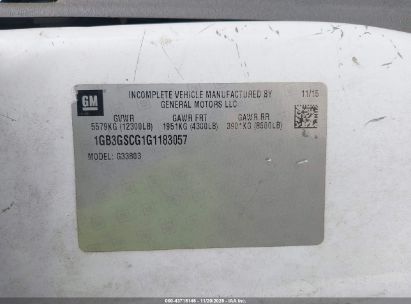 GM
INCOMPLETE VEHICLE MANUFACTURED BY
GENERAL MOTORS LLC
11/15
GVWR GAWR FRT GAWR RR
5579KG (12300LB) 1951KG (4300LB) 3901KG (8600LB)
1GB3GSCG1G1183057
MODEL: G33803